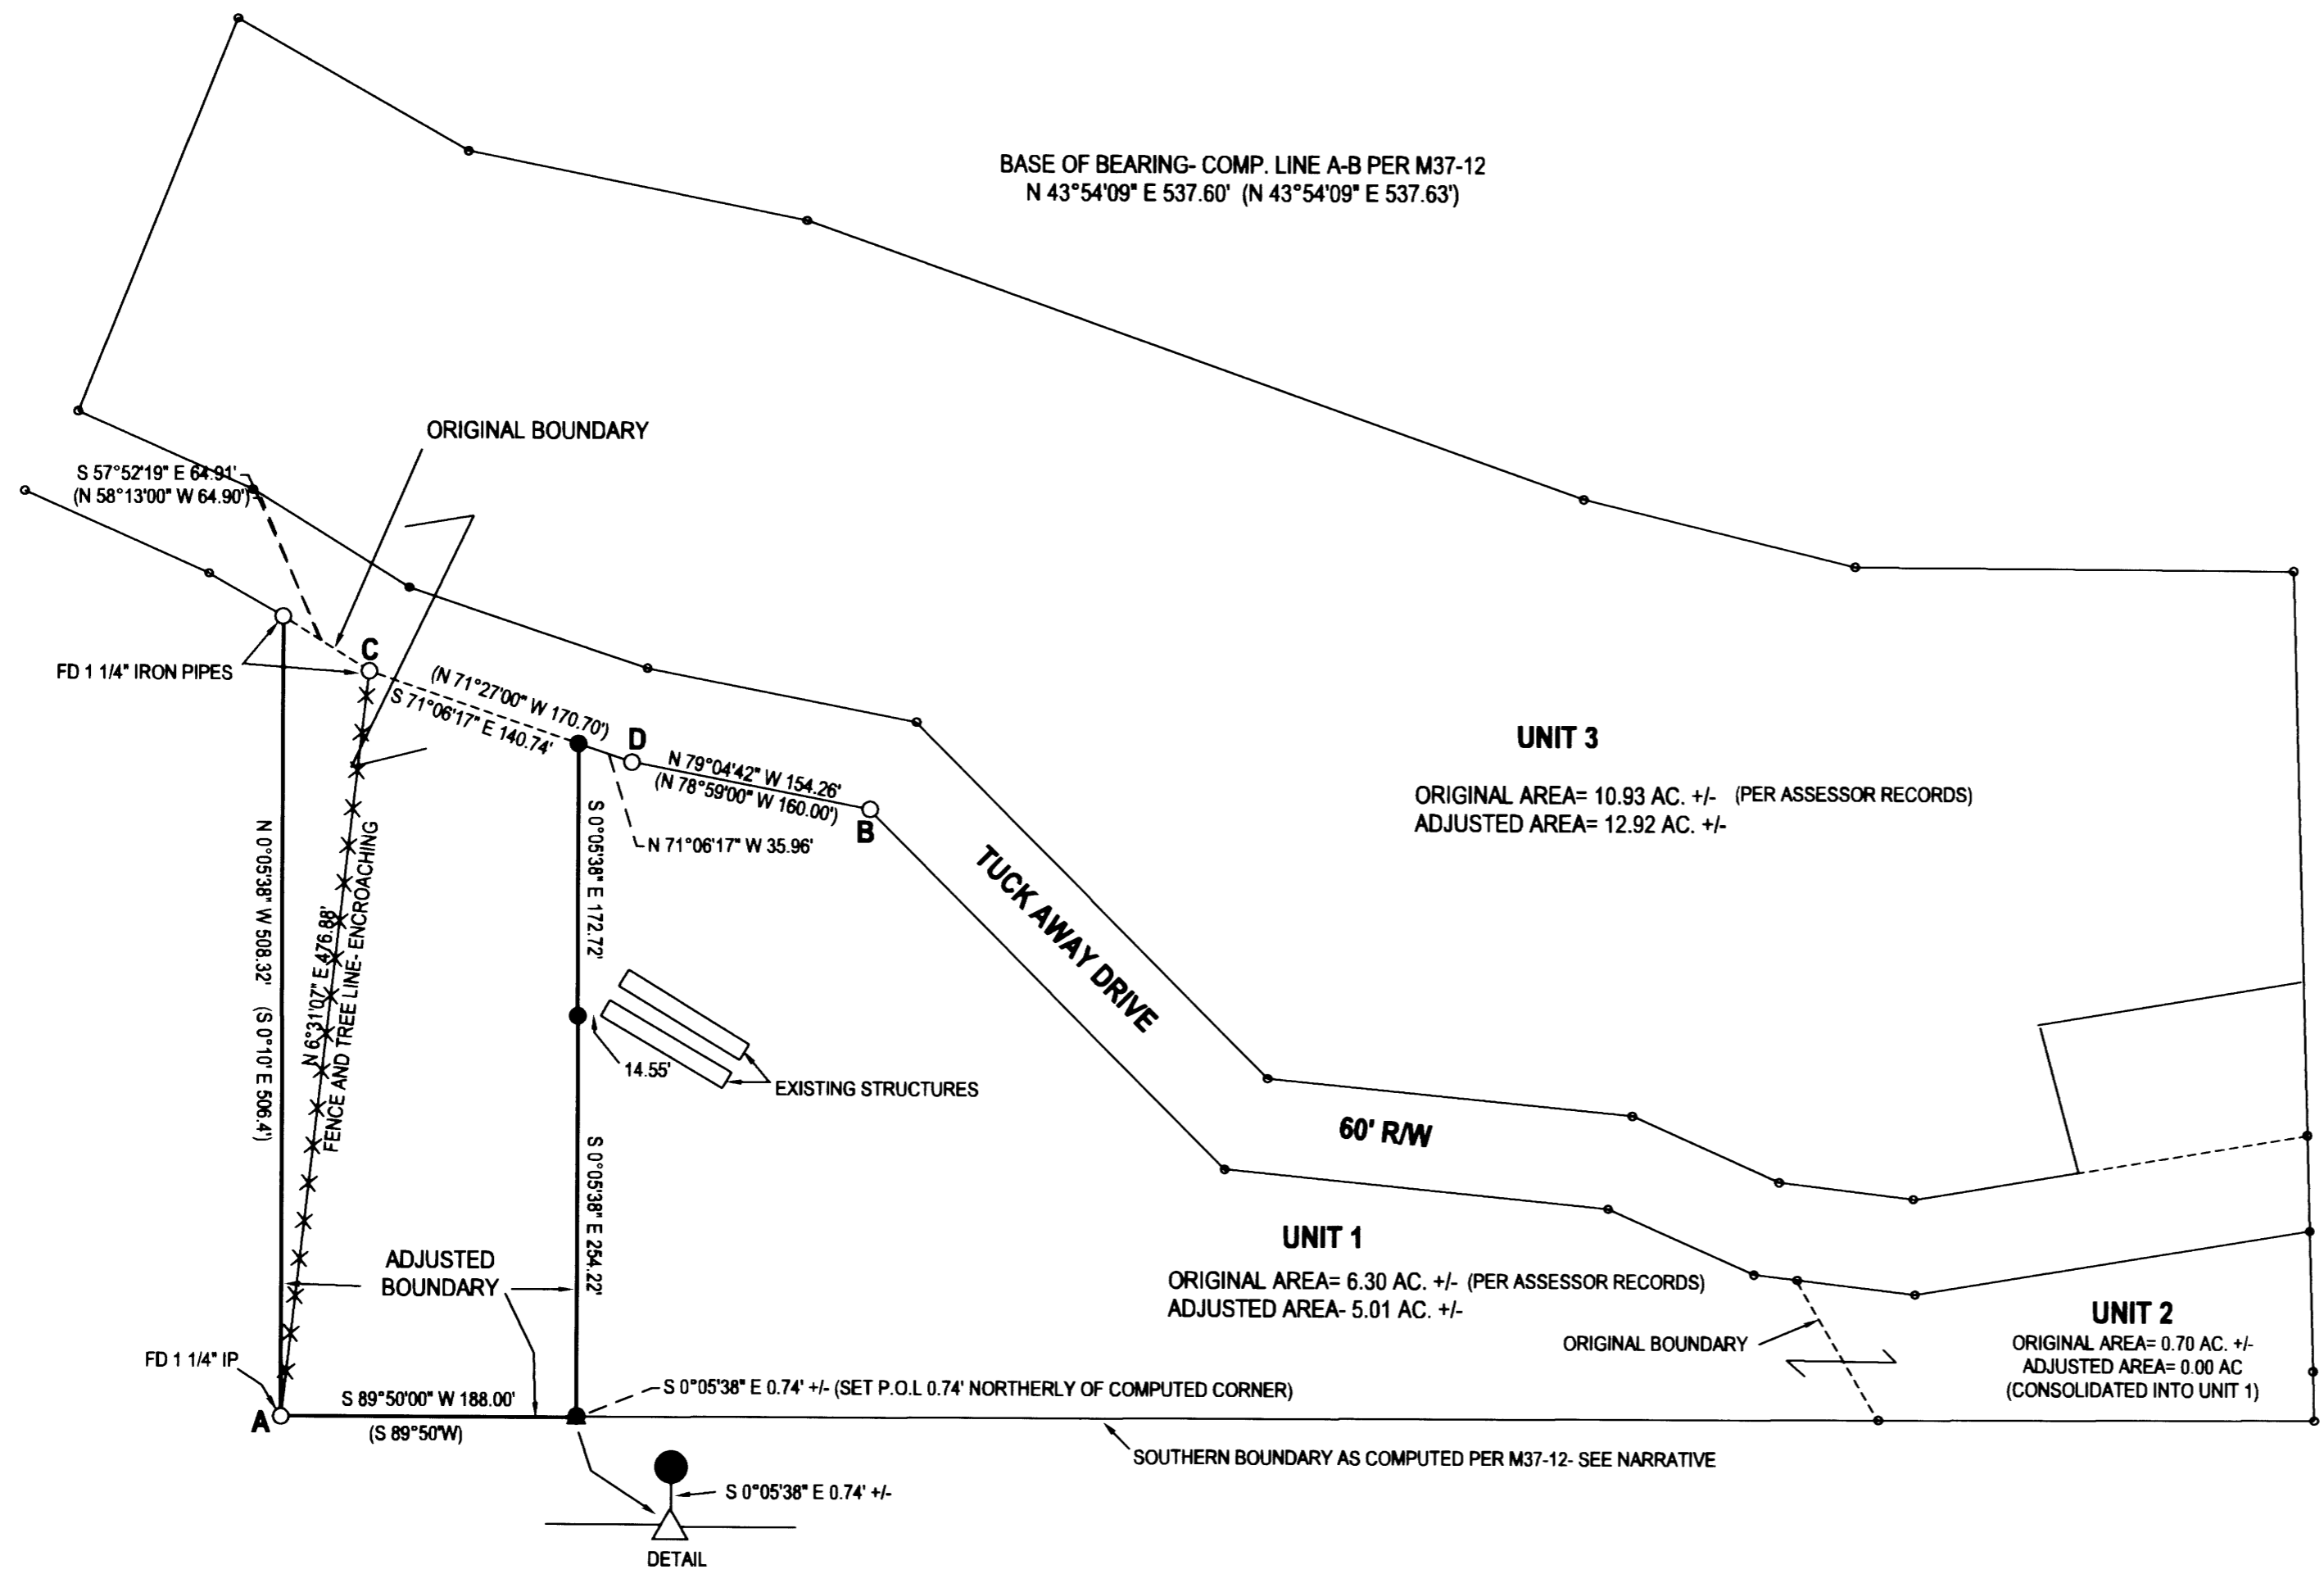 BASE OF BEARING- COMP. LINE A-B PER M37-12
N 43°54'09" E 537.60' (N 43°54'09" E 537.63')
ORIGINAL BOUNDARY
S 57°52'19" E 64.91'
(N 58°13'00" W 64.90')
C
FD 1 1/4" IRON PIPES
(N 71°27'00" W 170.70')
S 71°06'17" E 140.74'
D
N 79°04'42" W 154.26'
(N 78°59'00" W 160.00')
B
N 71°06'17" W 35.96'
UNIT 3
ORIGINAL AREA= 10.93 AC. +/- (PER ASSESSOR RECORDS)
ADJUSTED AREA= 12.92 AC. +/-
TUCK AWAY DRIVE
N 0°05'38" W 508.32' (S 0°10' E 506.4')
N 6°31'07" E 476.88'
FENCE AND TREE LINE- ENCROACHING
S 0°05'38" E 172.72'
14.55'
EXISTING STRUCTURES
60' R/W
S 0°05'38" E 254.22'
UNIT 1
ORIGINAL AREA= 6.30 AC. +/- (PER ASSESSOR RECORDS)
ADJUSTED AREA- 5.01 AC. +/-
ADJUSTED
BOUNDARY
ORIGINAL BOUNDARY
UNIT 2
ORIGINAL AREA= 0.70 AC. +/-
ADJUSTED AREA= 0.00 AC
(CONSOLIDATED INTO UNIT 1)
FD 1 1/4" IP
A
S 89°50'00" W 188.00'
(S 89°50'W)
S 0°05'38" E 0.74' +/- (SET P.O.L 0.74' NORTHERLY OF COMPUTED CORNER)
SOUTHERN BOUNDARY AS COMPUTED PER M37-12- SEE NARRATIVE
S 0°05'38" E 0.74' +/-
DETAIL